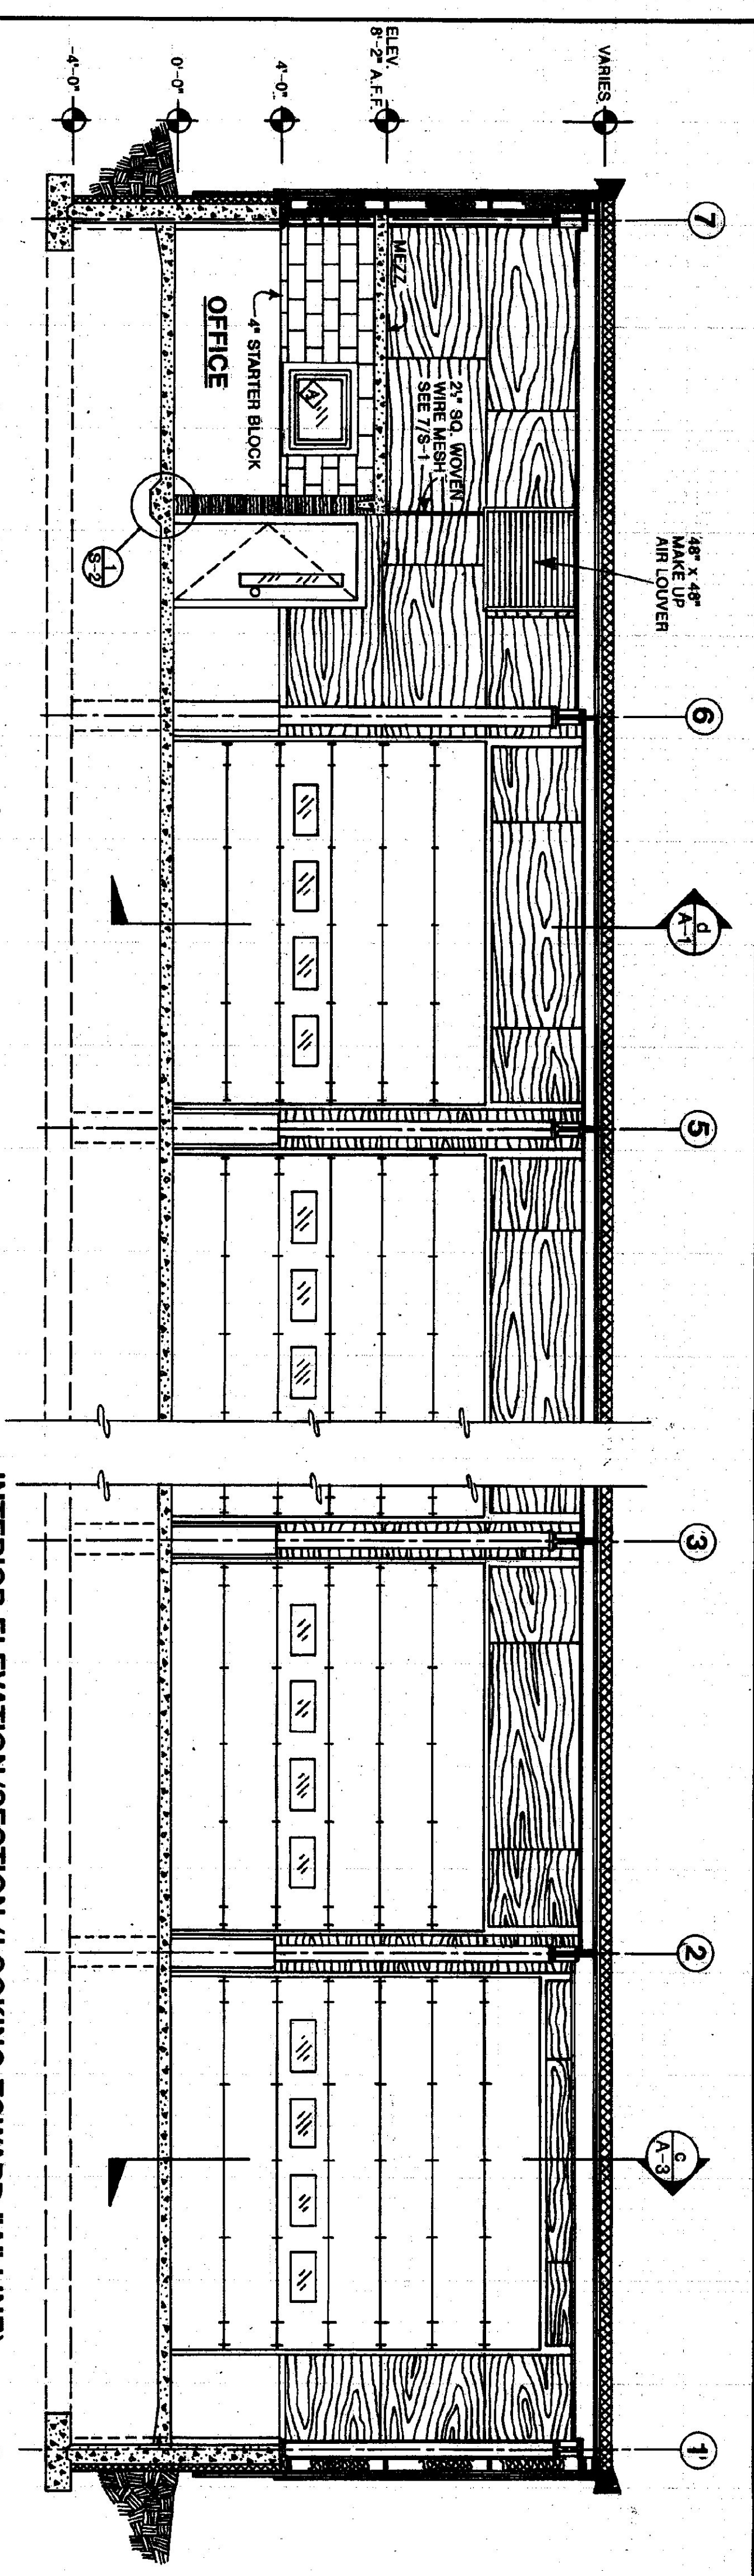 VARIES
ELEV.
8'-2" A.F.F.
4'-0"
0'-0"
-4'-0"
7
6
5
3
2
1
48" X 48"
MAKE UP
AIR LOUVER
d
A-1
c
A-3
MEZZ
2½" SQ. WOVEN
WIRE MESH
SEE 7/S-1
A
4" STARTER BLOCK
OFFICE
1
S-2